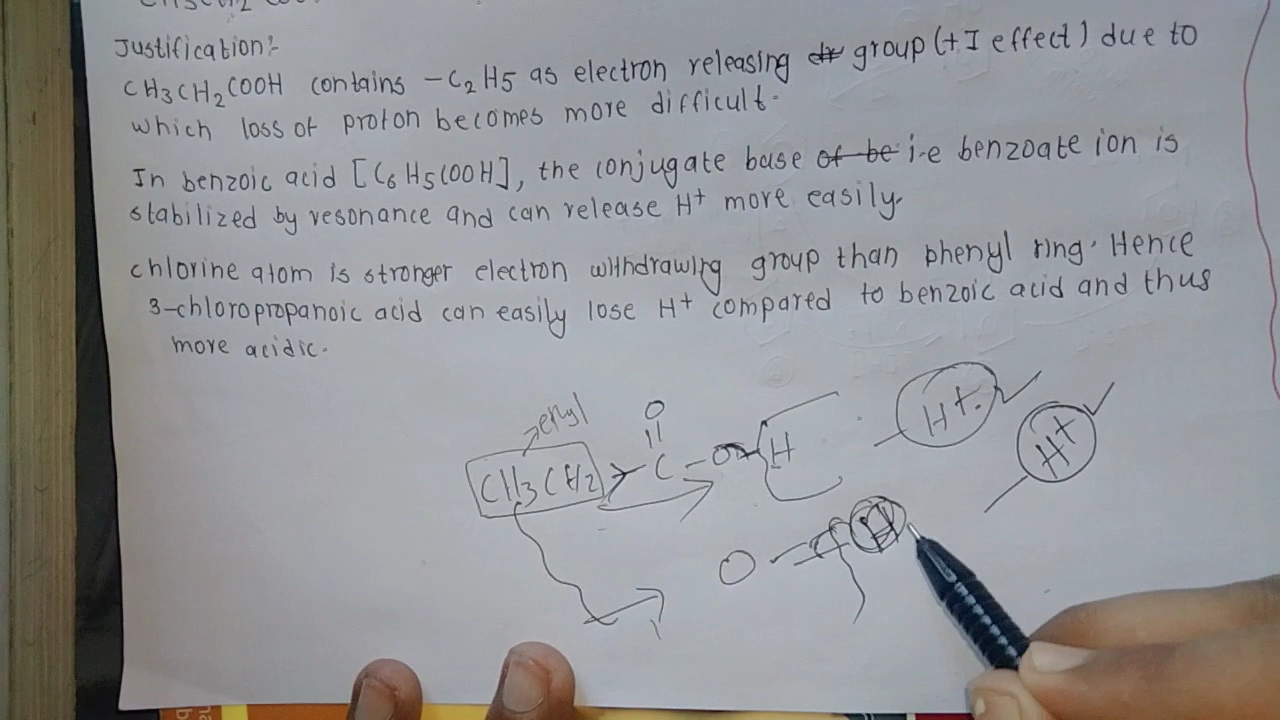 Justification:-
CH3CH2COOH contains -C2H5 as electron releasing group (+I effect) due to
which loss of proton becomes more difficult.
In benzoic acid [C6H5COOH], the conjugate base of be i.e benzoate ion is
stabilized by resonance and can release H+ more easily.
chlorine atom is stronger electron withdrawing group than phenyl ring. Hence
3-chloropropanoic acid can easily lose H+ compared to benzoic acid and thus
more acidic.
O
CH3CH2 C-O H
H+.
H+
O
H